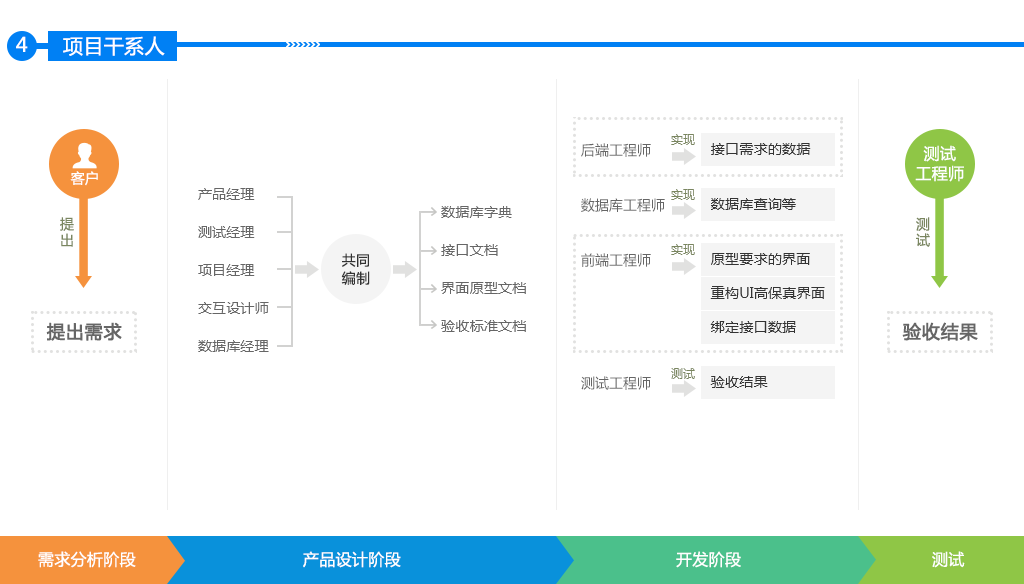 4
项目干系人
客户
提出
提出需求
产品经理
测试经理
项目经理
交互设计师
数据库经理
共同
编制
数据库字典
接口文档
界面原型文档
验收标准文档
后端工程师
实现
接口需求的数据
数据库工程师
实现
数据库查询等
前端工程师
实现
原型要求的界面
重构UI高保真界面
绑定接口数据
测试工程师
测试
验收结果
测试
工程师
测试
验收结果
需求分析阶段
产品设计阶段
开发阶段
测试